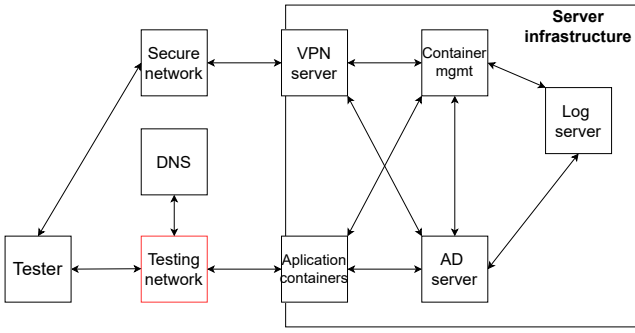 Server
infrastructure
Secure
network
VPN
server
Container
mgmt
Log
server
DNS
Tester
Testing
network
Aplication
containers
AD
server